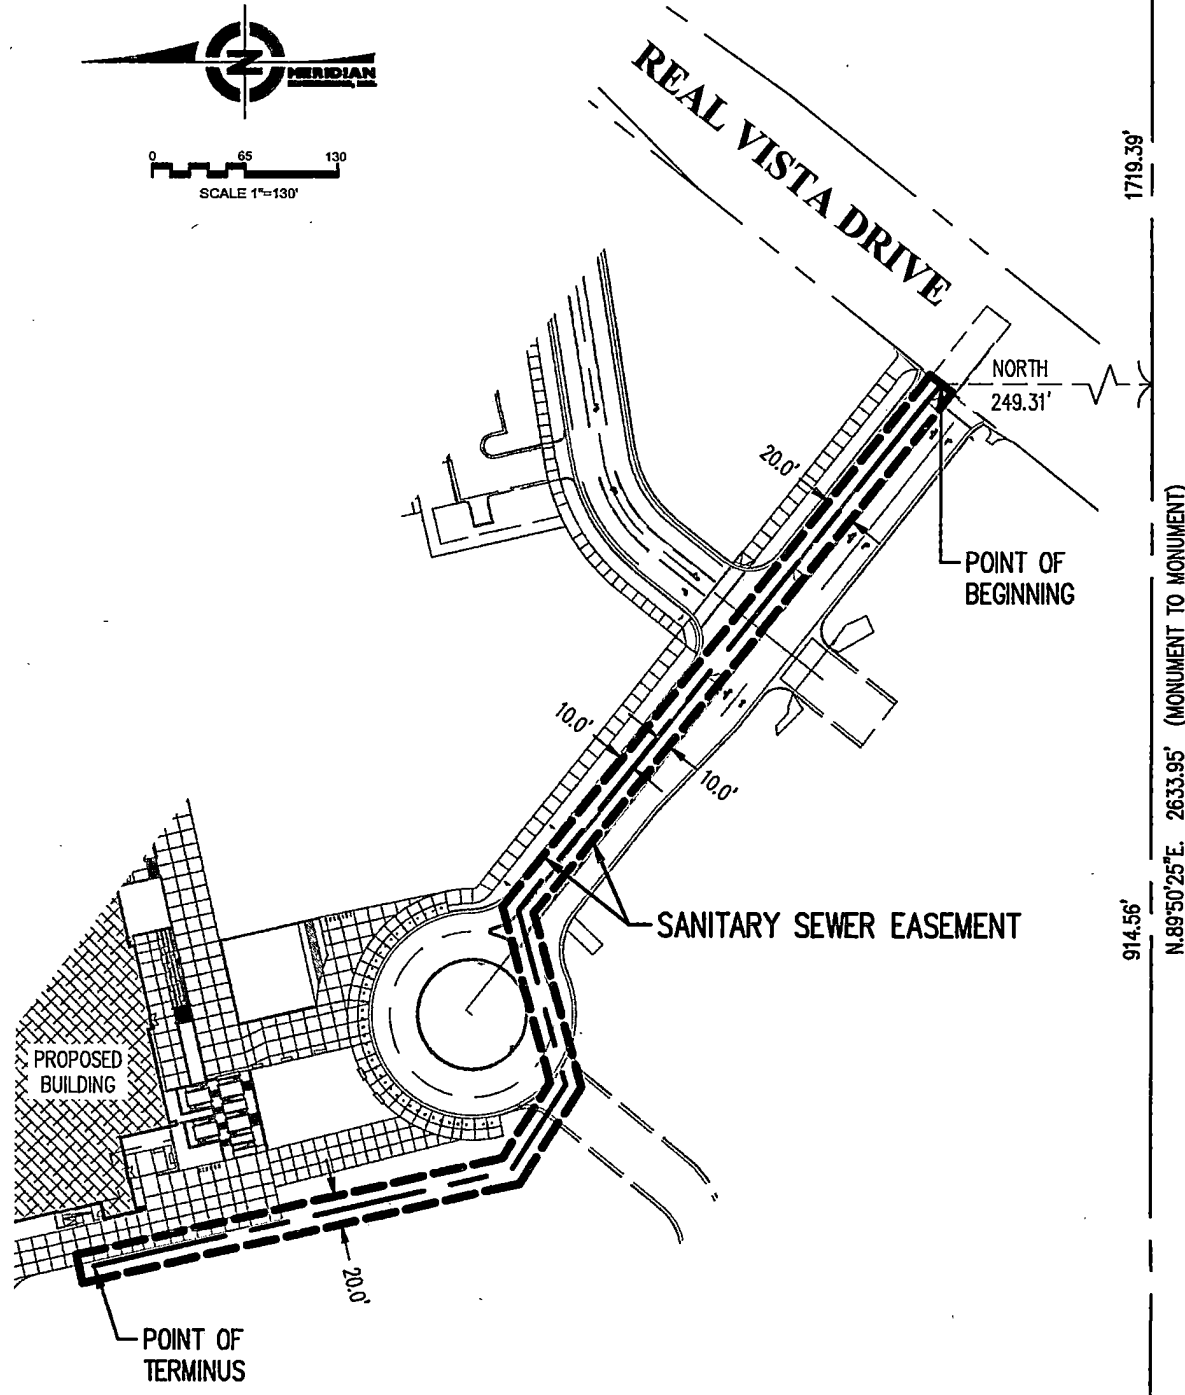 N
MERIDIAN
0 65 130
SCALE 1"=130'
REAL VISTA DRIVE
1719.39'
NORTH
249.31'
20.0'
POINT OF
BEGINNING
10.0'
10.0'
N.89°50'25"E. 2633.95' (MONUMENT TO MONUMENT)
914.56'
SANITARY SEWER EASEMENT
PROPOSED
BUILDING
20.0'
POINT OF
TERMINUS